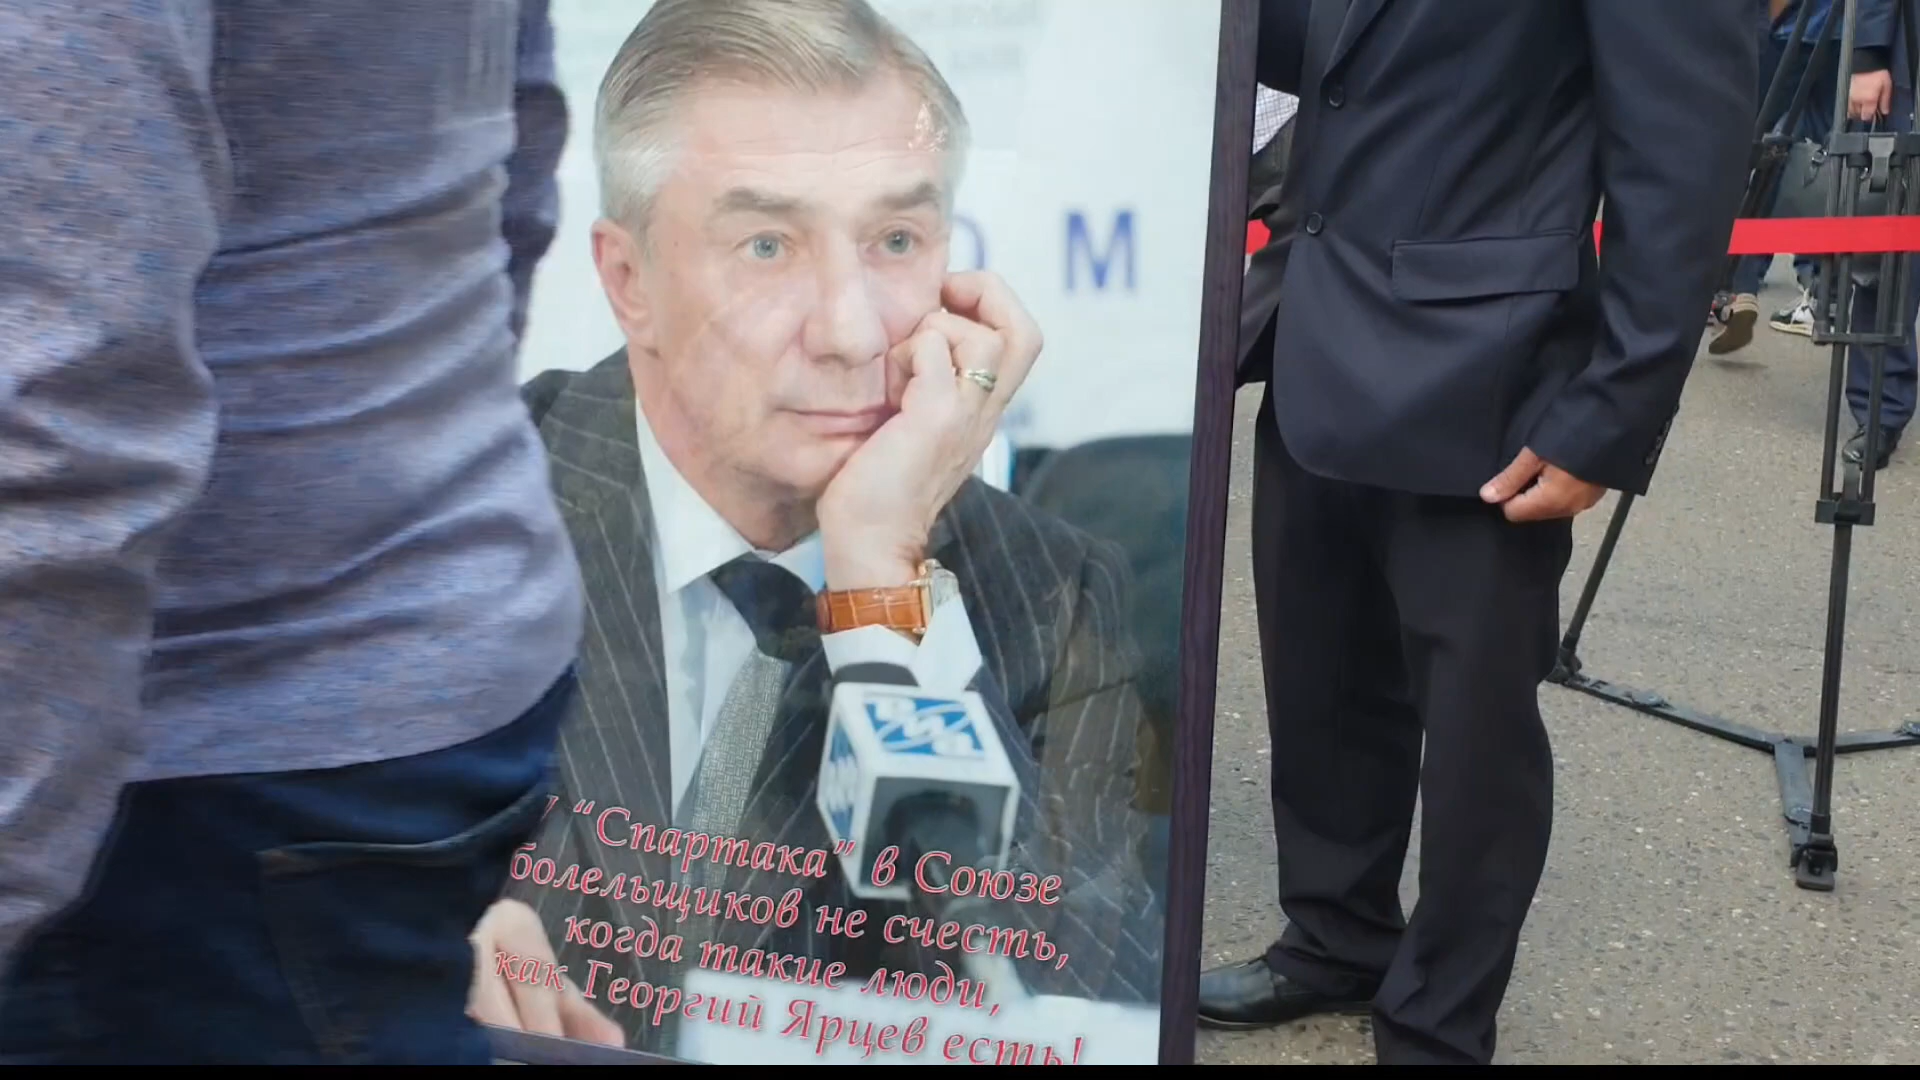 О М
У “Спартака” в Союзе
болельщиков не счесть,
когда такие люди,
как Георгий Ярцев есть!